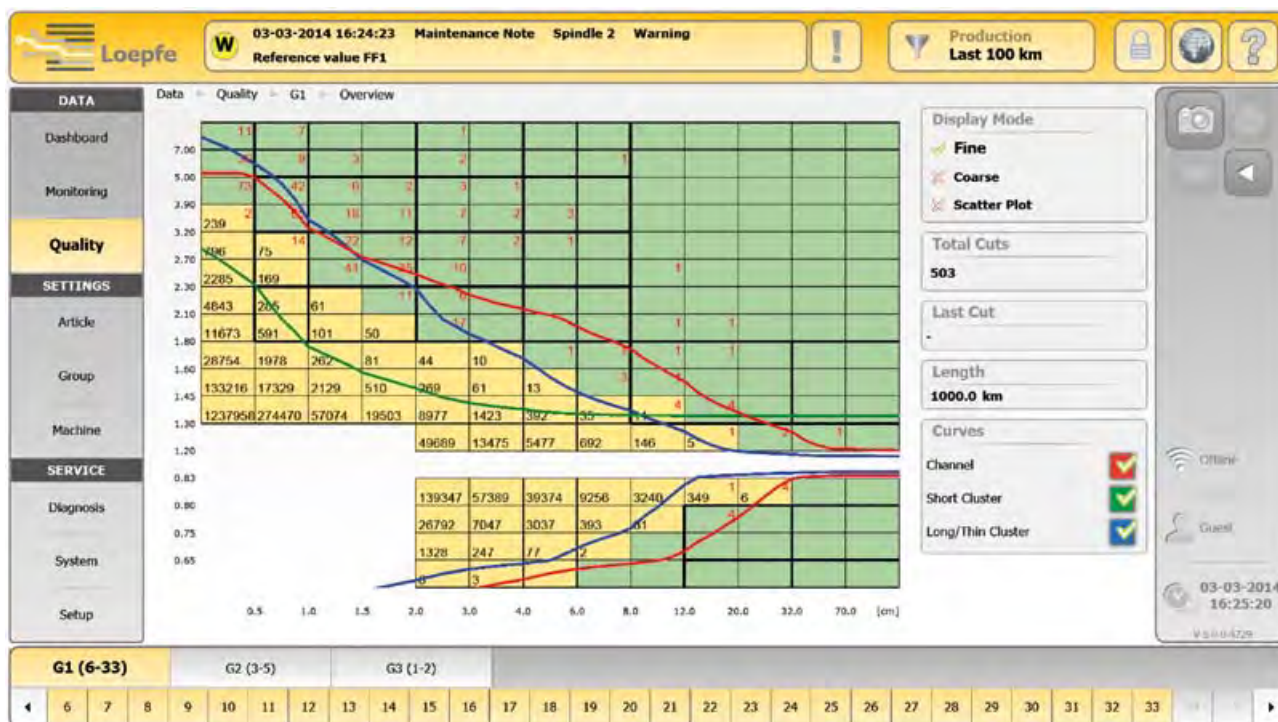 Loepfe
W
03-03-2014 16:24:23 Maintenance Note Spindle 2 Warning
Reference value FF1
!
Production
Last 100 km
?
DATA
Dashboard
Monitoring
Quality
SETTINGS
Article
Group
Machine
SERVICE
Diagnosis
System
Setup
Data Quality G1 Overview
11 7 1
7.00
9 3 2 1
5.00
73 42 6 2 3 1
3.90
239 2 18 11 7 2 3
3.20
796 75 14 22 12 7 2 1
2.70
2285 169 41 35 10 1
2.30
4843 285 61 11 6
2.10
11673 591 101 50 17 1 1
1.80
28754 1978 262 81 44 10 1 1 1
1.60
133216 17329 2129 510 269 61 13 3 1
1.45
1237958 274470 57074 19503 8977 1423 392 35 4 4
1.30
49689 13475 5477 692 146 5 1 2 1
1.20
0.83
139347 57389 39374 9256 3240 349 6 1 4
0.80
26792 7047 3037 393 81 4
0.75
1328 247 77 2
0.65
3
0.5 1.0 1.5 2.0 3.0 4.0 6.0 8.0 12.0 20.0 32.0 70.0 [cm]
Display Mode
Fine
Coarse
Scatter Plot
Total Cuts
503
Last Cut
-
Length
1000.0 km
Curves
Channel
Short Cluster
Long/Thin Cluster
Offline
Guest
03-03-2014
16:25:20
G1 (6-33) G2 (3-5) G3 (1-2)
6 7 8 9 10 11 12 13 14 15 16 17 18 19 20 21 22 23 24 25 26 27 28 29 30 31 32 33